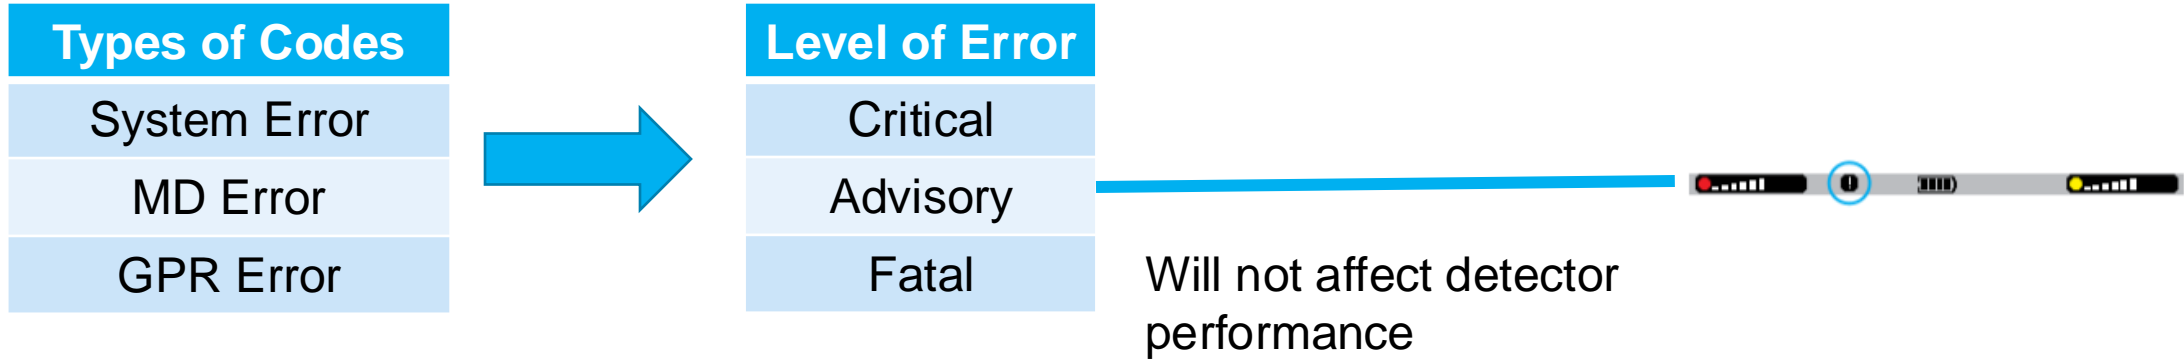 Types of Codes
System Error
MD Error
GPR Error
Level of Error
Critical
Advisory
Fatal
Will not affect detector
performance
!